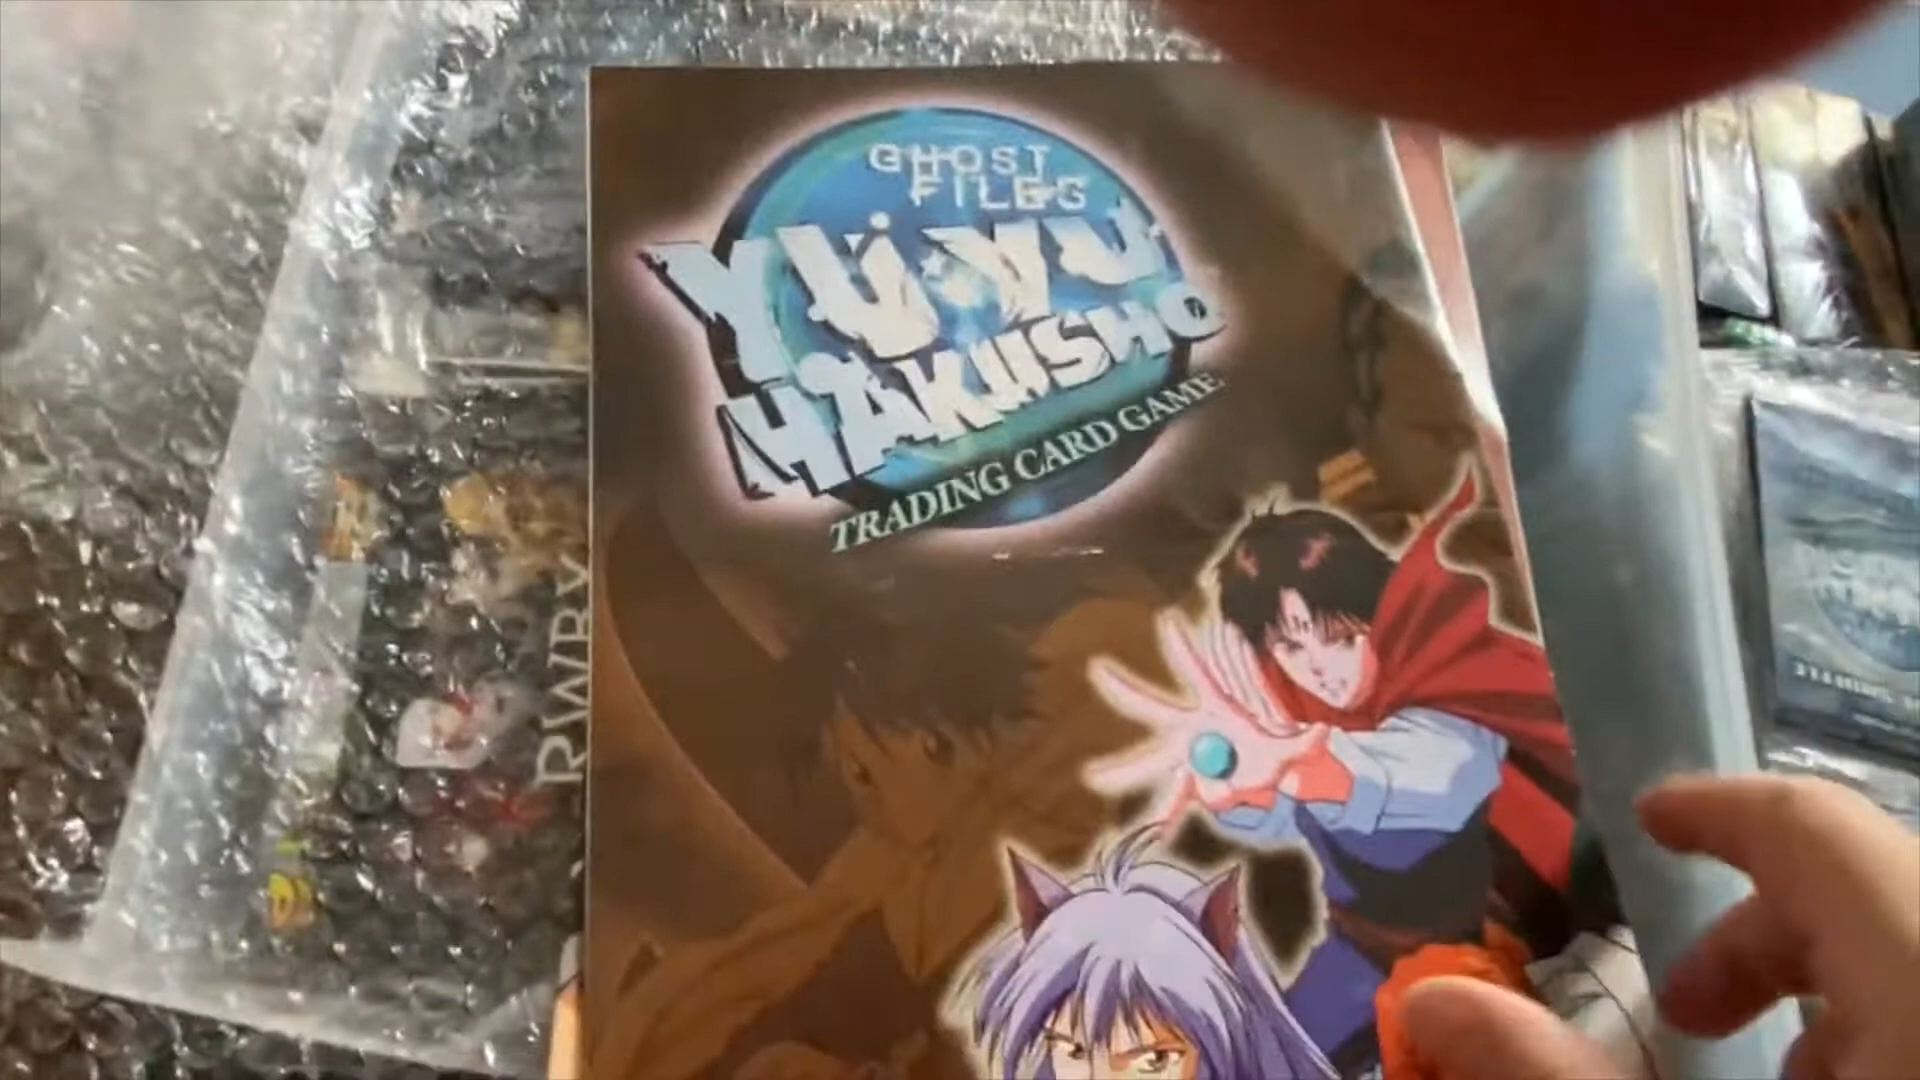 GHOST
FILES
YU YU
HAKUSHO
TRADING CARD GAME
RWBY